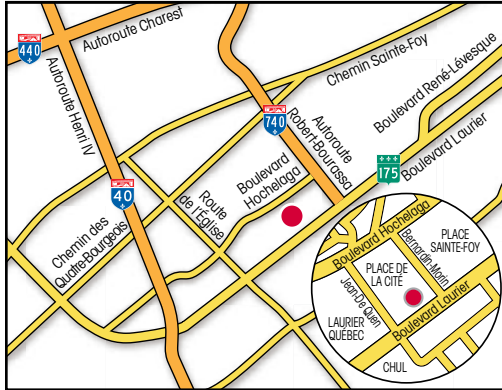 440
Autoroute Charest
Autoroute Henri IV
Chemin Sainte-Foy
Boulevard René-Lévesque
740
Autoroute
Robert-Bourassa
Boulevard
Hochelaga
175
Boulevard Laurier
40
Route
de l'Église
Chemin des
Quatre-Bourgeois
Boulevard Hochelaga
Bernardin-Morin
PLACE
SAINTE-FOY
PLACE DE
LA CITÉ
Jean-De Quen
Boulevard Laurier
LAURIER
QUÉBEC
CHUL